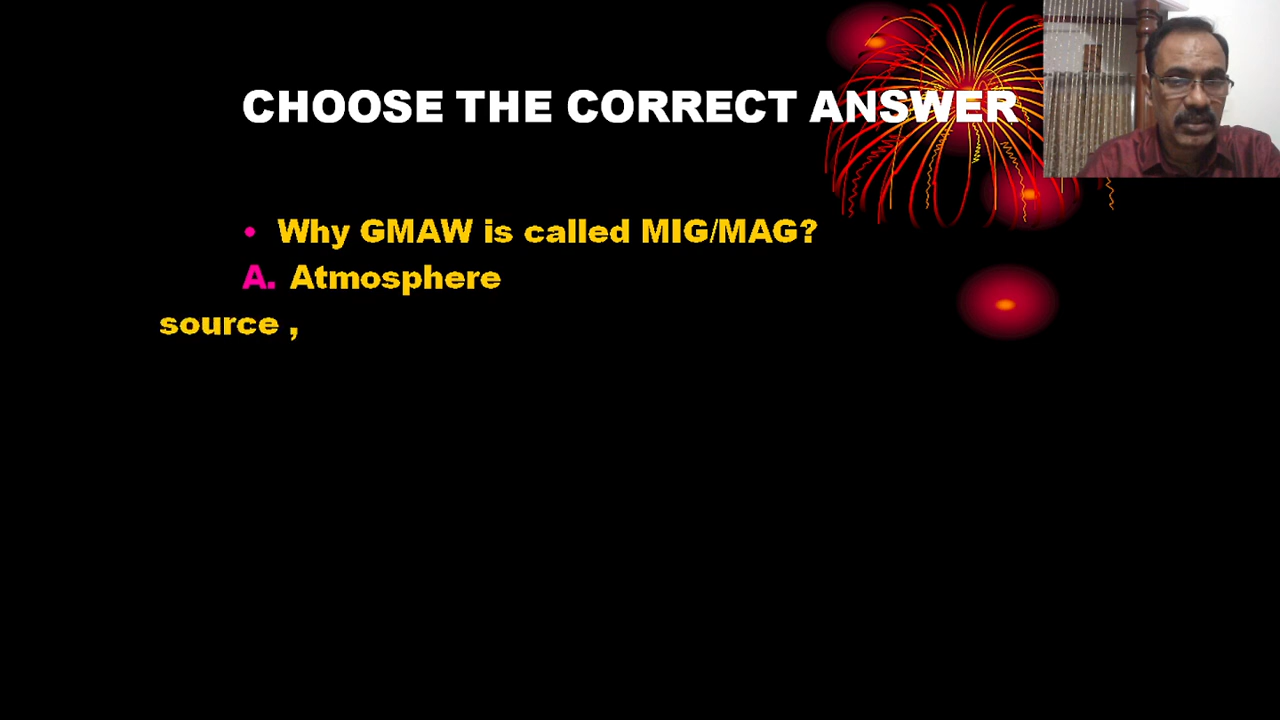 CHOOSE THE CORRECT ANSWER
• Why GMAW is called MIG/MAG?
A. Atmosphere
source ,